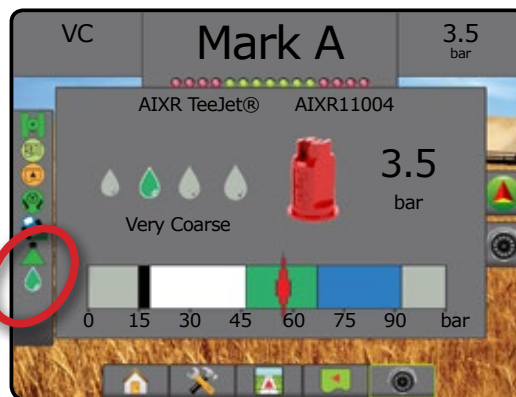 VC
Mark A
3.5
bar
AIXR TeeJet® AIXR11004
3.5
bar
Very Coarse
0 15 30 45 60 75 90 bar